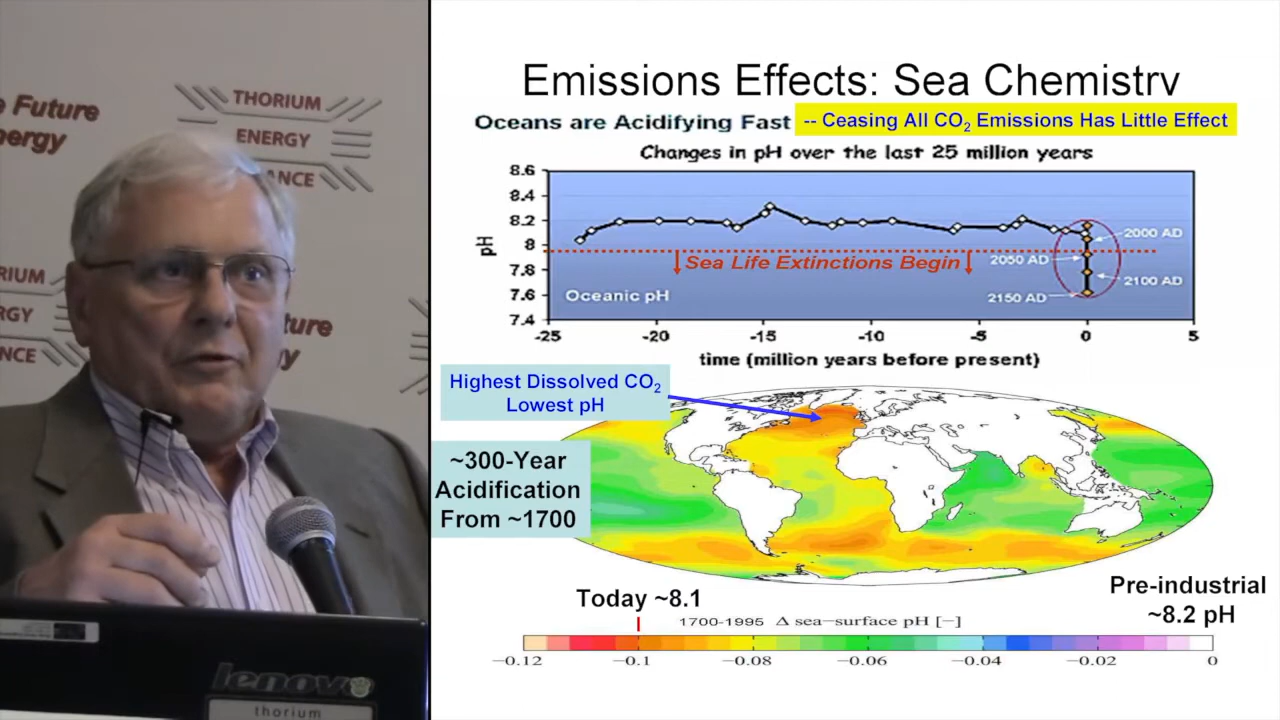 e Future
nergy
THORIUM
ENERGY
ANCE
RIUM
RGY
NCE
ture
y
lenovo
thorium
Emissions Effects: Sea Chemistry
Oceans are Acidifying Fast
-- Ceasing All CO₂ Emissions Has Little Effect
Changes in pH over the last 25 million years
8.6
8.4
8.2
8
7.8
7.6
7.4
pH
2000 AD
Sea Life Extinctions Begin
2050 AD
2100 AD
Oceanic pH
2150 AD
-25 -20 -15 -10 -5 0 5
time (million years before present)
Highest Dissolved CO₂
Lowest pH
~300-Year
Acidification
From ~1700
Today ~8.1
Pre-industrial
~8.2 pH
1700-1995 Δ sea-surface pH [-]
-0.12 -0.1 -0.08 -0.06 -0.04 -0.02 0